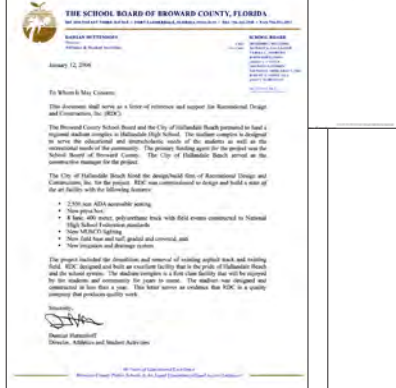 THE SCHOOL BOARD OF BROWARD COUNTY, FLORIDA
SCHOOL BOARD
January 12, 2006
To Whom It May Concern:
This document shall serve as a letter of reference and support for Recreational Design
and Construction, Inc. (RDC).
The Broward County School Board and the City of Hallandale Beach partnered to fund a
regional stadium complex in Hallandale High School. The stadium complex is designed
to serve the educational and interscholastic needs of the students as well as the
recreational needs of the community. The primary funding agent for the project was the
School Board of Broward County. The City of Hallandale Beach served as the
construction manager for the project.
The City of Hallandale Beach hired the design/build firm of Recreational Design and
Construction, Inc. for the project. RDC was commissioned to design and build a state of
the art facility with the following features:
• 2,500 seat ADA accessible seating
• New press box
• 8 lane, 400 meter, polyurethane track with field events constructed to National
High School Federation standards
• New MUSCO lighting
• New field base and turf, graded and crowned, and
• New irrigation and drainage system.
The project included the demolition and removal of existing asphalt track and existing
field. RDC designed and built an excellent facility that is the pride of Hallandale Beach
and the school system. The stadium complex is a first class facility that will be enjoyed
by the students and community for years to come. The stadium was designed and
constructed in less than a year. This letter serves as evidence that RDC is a quality
company that produces quality work.
Sincerely,
Damian Huttenhoff
Director, Athletics and Student Activities